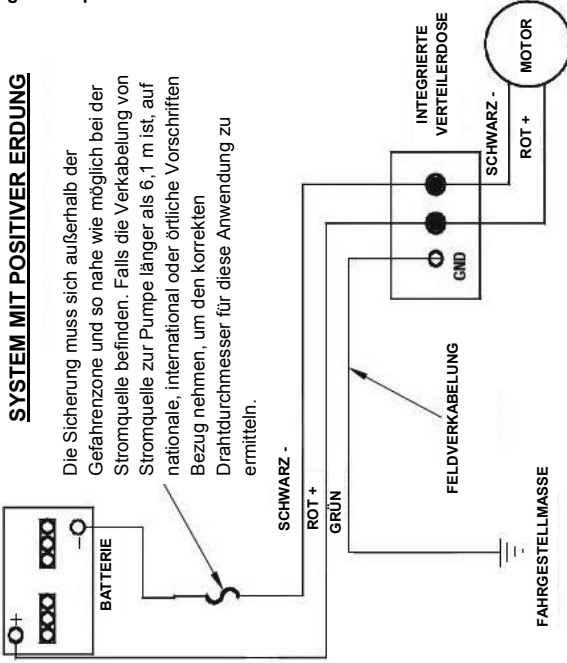 SYSTEM MIT POSITIVER ERDUNG
Die Sicherung muss sich außerhalb der
Gefahrenzone und so nahe wie möglich bei der
Stromquelle befinden. Falls die Verkabelung von
Stromquelle zur Pumpe länger als 6,1 m ist, auf
nationale, international oder örtliche Vorschriften
Bezug nehmen, um den korrekten
Drahtdurchmesser für diese Anwendung zu
ermitteln.
+
-
BATTERIE
SCHWARZ -
ROT +
GRÜN
INTEGRIERTE
VERTEILERDOSE
GND
SCHWARZ -
ROT +
MOTOR
FELDVERKABELUNG
FAHRGESTELLMASSE